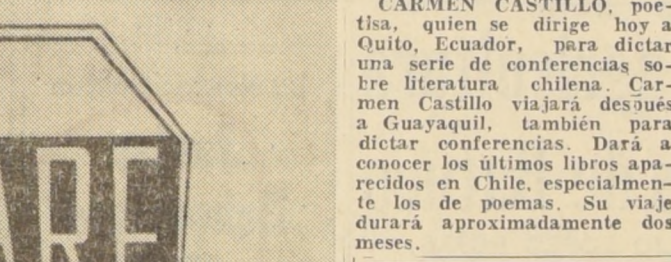 ARE
CARMEN CASTILLO, poe-
tisa, quien se dirige hoy a
Quito, Ecuador, para dictar
una serie de conferencias so-
bre literatura chilena. Car-
men Castillo viajará después
a Guayaquil, también para
dictar conferencias. Dará a
conocer los últimos libros apa-
recidos en Chile, especialmen-
te los de poemas. Su viaje
durará aproximadamente dos
meses.